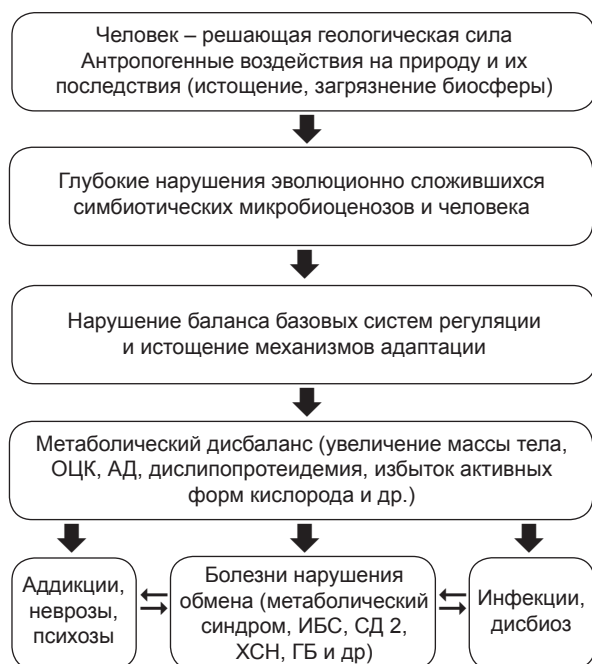 Человек – решающая геологическая сила
Антропогенные воздействия на природу и их
последствия (истощение, загрязнение биосферы)
Глубокие нарушения эволюционно сложившихся
симбиотических микробиоценозов и человека
Нарушение баланса базовых систем регуляции
и истощение механизмов адаптации
Метаболический дисбаланс (увеличение массы тела,
ОЦК, АД, дислипопротеидемия, избыток активных
форм кислорода и др.)
Аддикции,
неврозы,
психозы
Болезни нарушения
обмена (метаболический
синдром, ИБС, СД 2,
ХСН, ГБ и др)
Инфекции,
дисбиоз